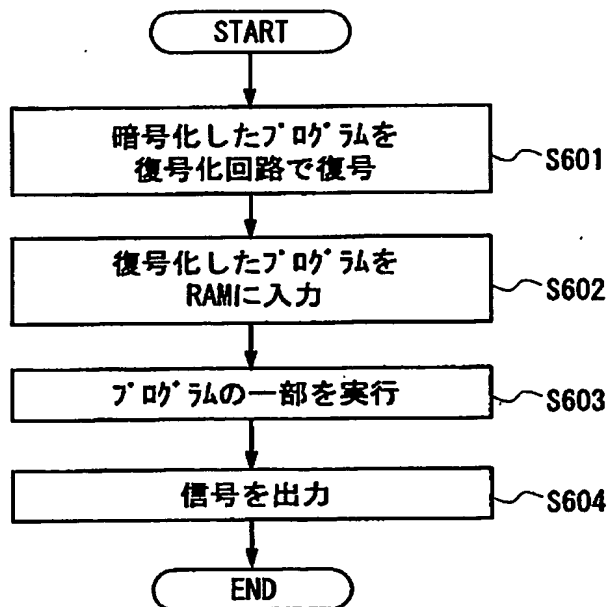 START
暗号化したﾌﾟﾛｸﾞﾗﾑを
復号化回路で復号
S601
復号化したﾌﾟﾛｸﾞﾗﾑを
RAMに入力
S602
ﾌﾟﾛｸﾞﾗﾑの一部を実行
S603
信号を出力
S604
END